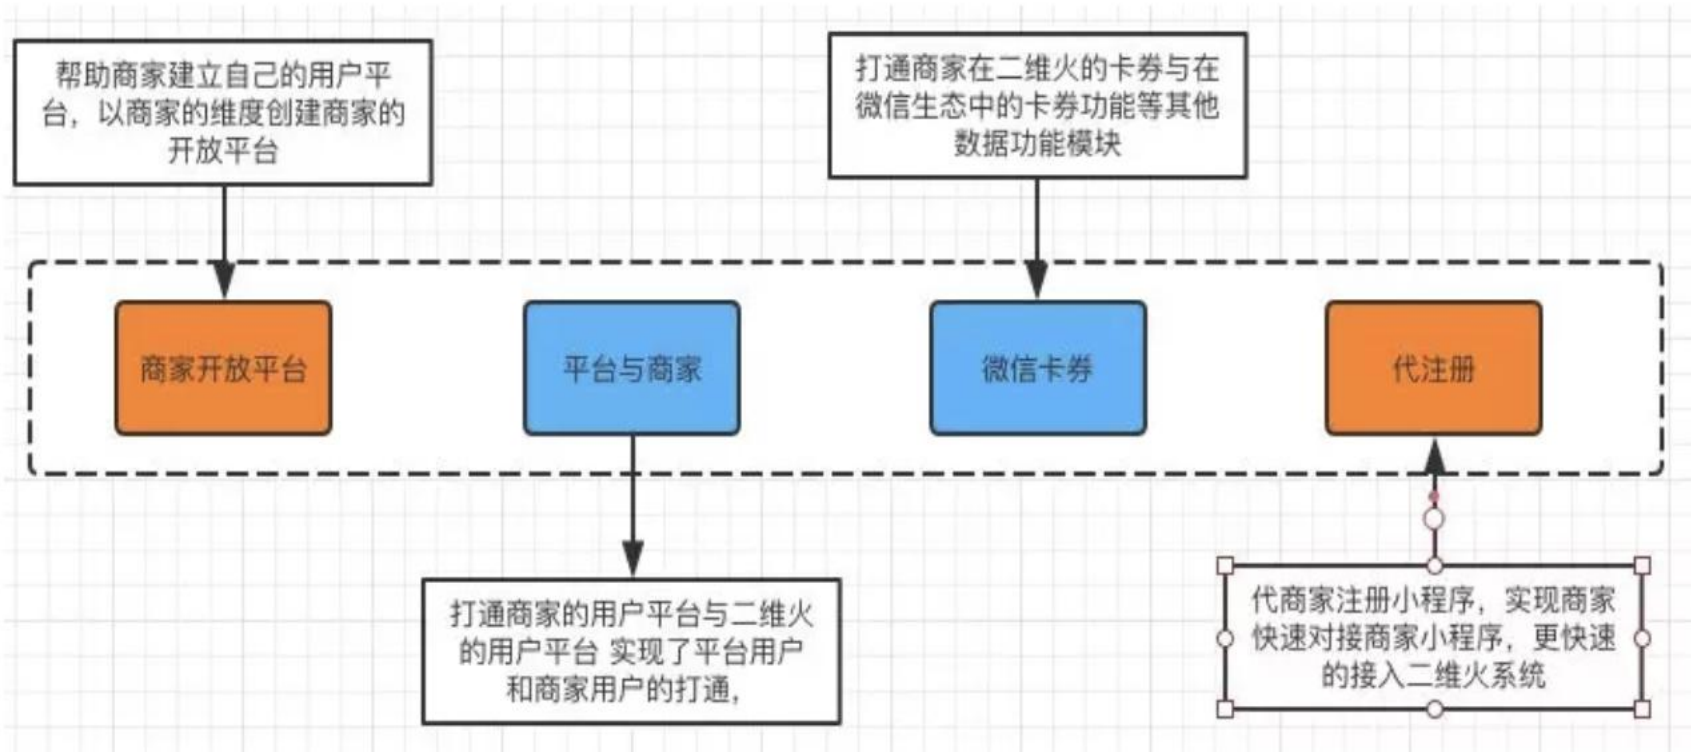 帮助商家建立自己的用户平
台，以商家的维度创建商家的
开放平台
打通商家在二维火的卡券与在
微信生态中的卡券功能等其他
数据功能模块
商家开放平台
平台与商家
微信卡券
代注册
打通商家的用户平台与二维火
的用户平台 实现了平台用户
和商家用户的打通，
代商家注册小程序，实现商家
快速对接商家小程序，更快速
的接入二维火系统